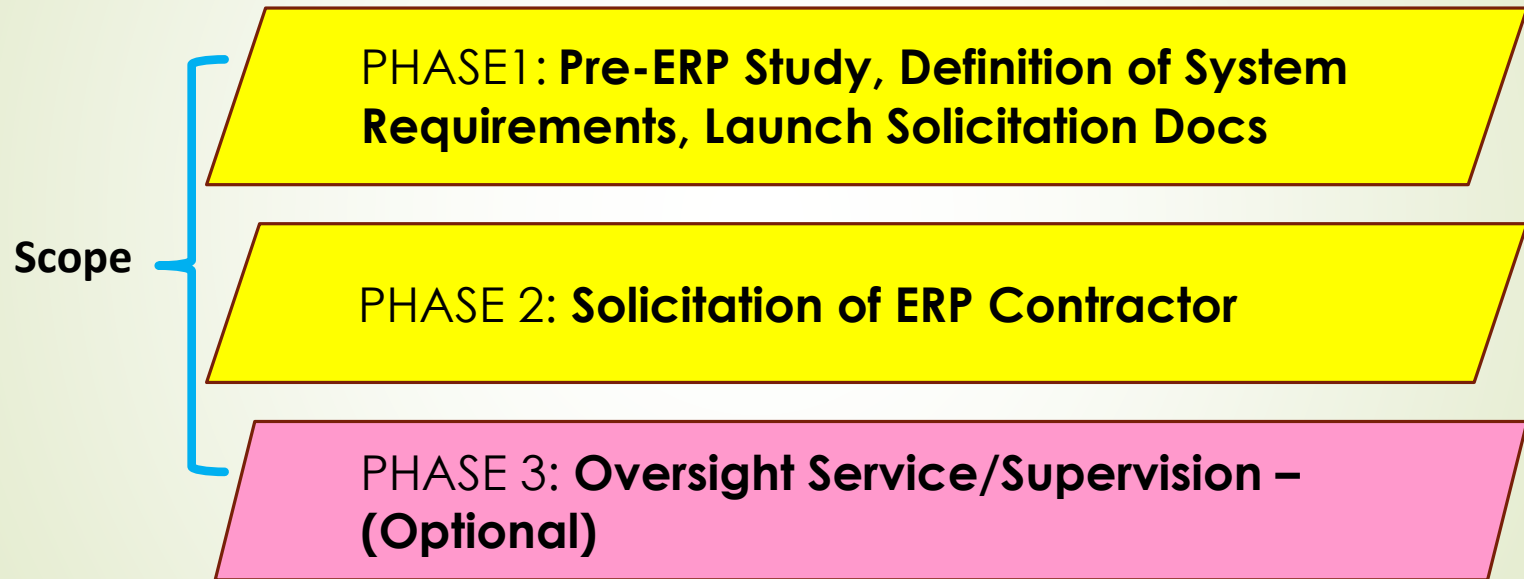 PHASE1: Pre-ERP Study, Definition of System
Requirements, Launch Solicitation Docs
Scope
PHASE 2: Solicitation of ERP Contractor
PHASE 3: Oversight Service/Supervision –
(Optional)